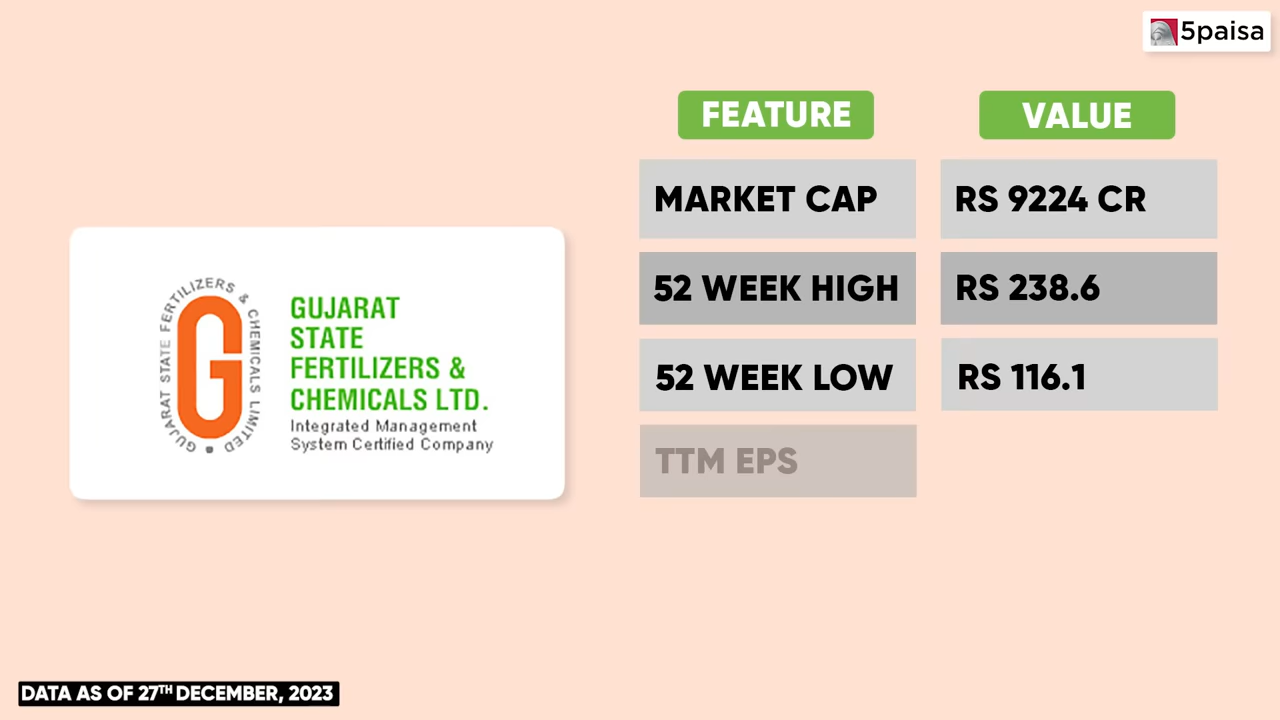 5paisa
FEATURE VALUE
MARKET CAP RS 9224 CR
52 WEEK HIGH RS 238.6
52 WEEK LOW RS 116.1
TTM EPS
GUJARAT STATE FERTILIZERS & CHEMICALS LIMITED
GUJARAT
STATE
FERTILIZERS &
CHEMICALS LTD.
Integrated Management
System Certified Company
DATA AS OF 27TH DECEMBER, 2023